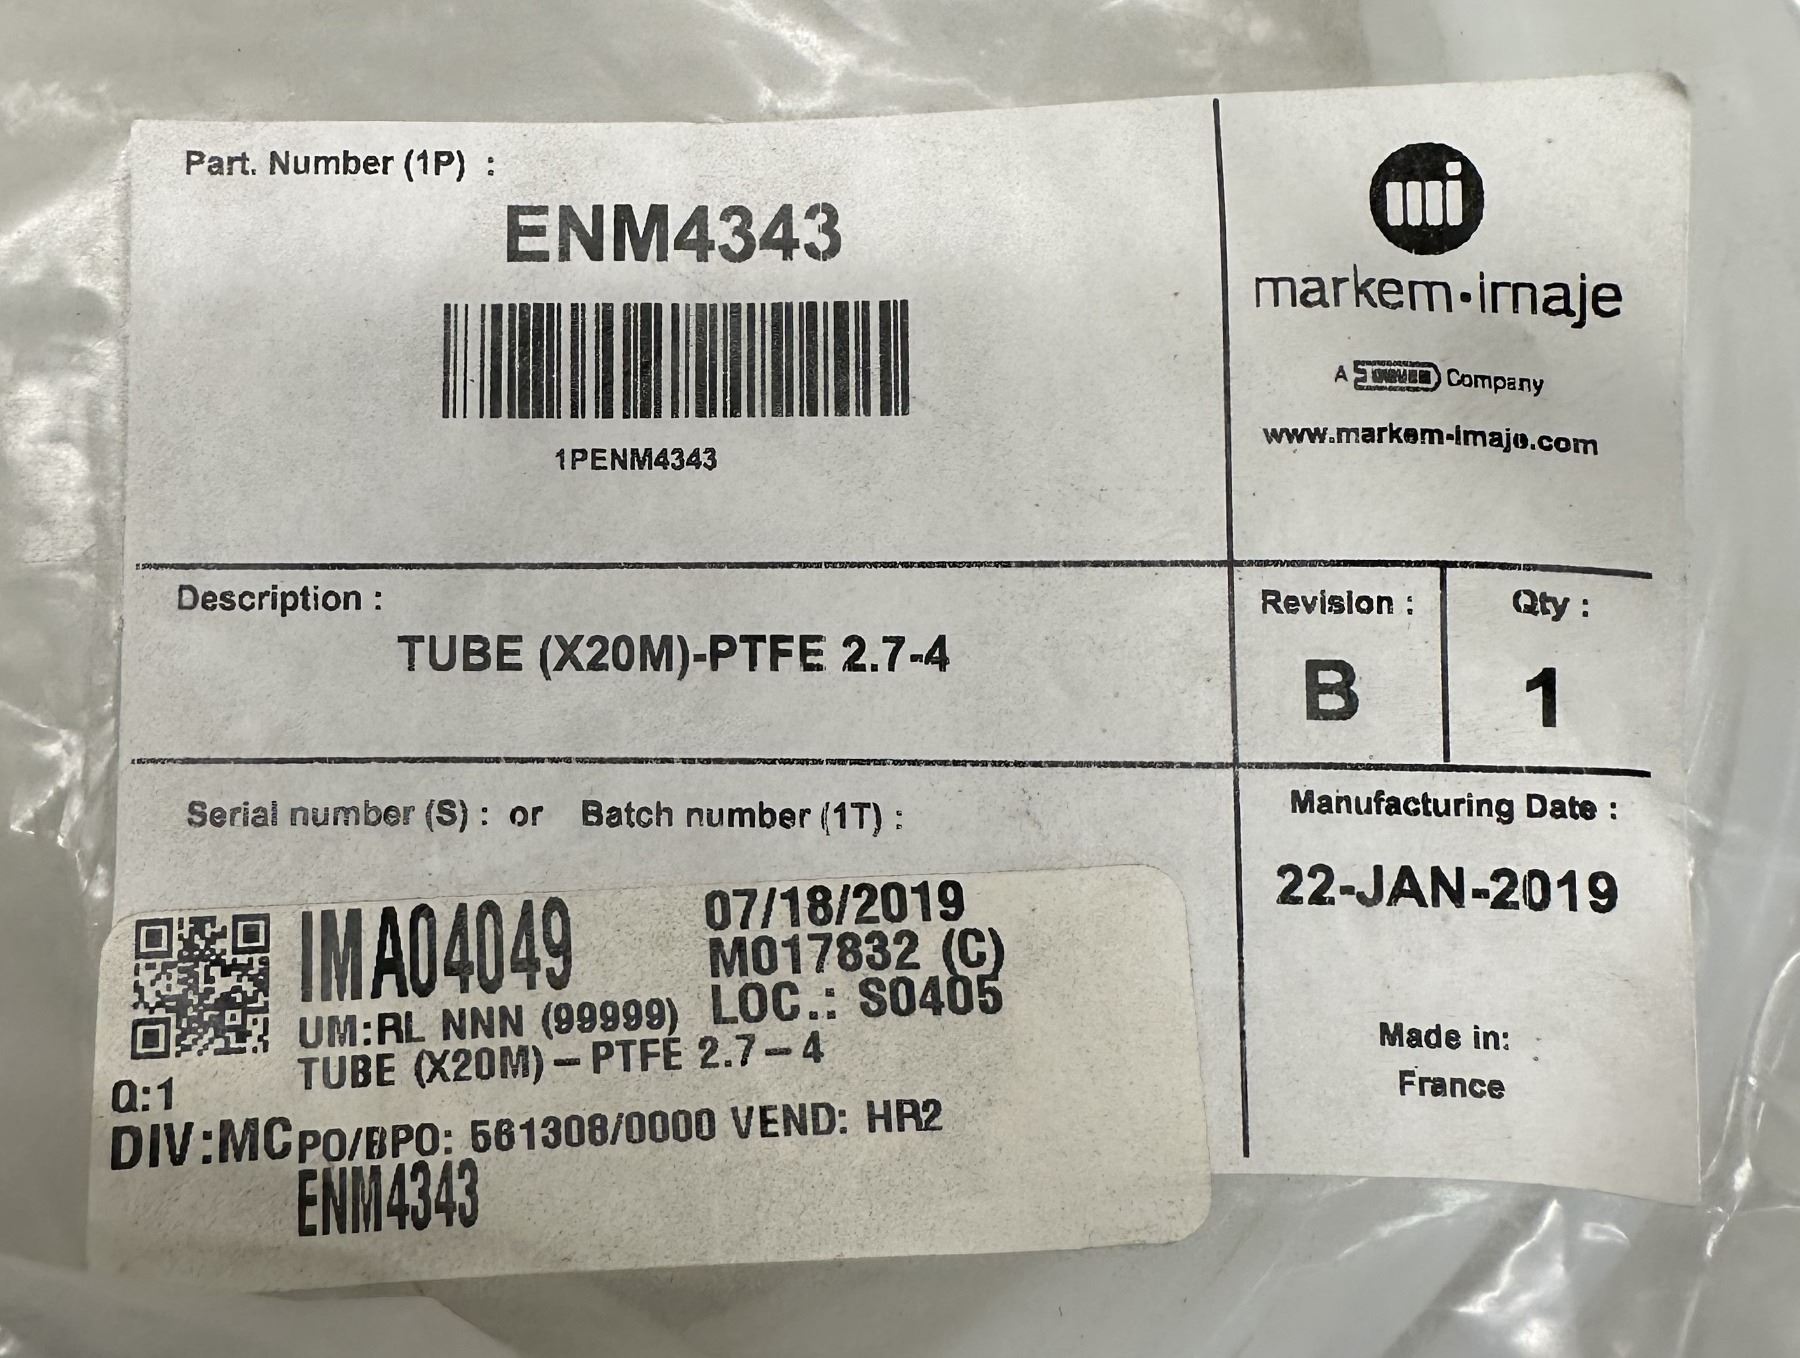 Part. Number (1P) :
ENM4343
1PENM4343
mi
markem·imaje
A DOVER Company
www.markem-imaje.com
Description :
TUBE (X20M)-PTFE 2.7-4
Revision :
B
Qty :
1
Serial number (S) : or Batch number (1T) :
Manufacturing Date :
22-JAN-2019
Made in:
France
IMA04049
07/18/2019
M017832 (C)
LOC.: S0405
UM:RL NNN (99999)
TUBE (X20M)-PTFE 2.7-4
Q:1
DIV:MC
PO/BPO: 561308/0000 VEND: HR2
ENM4343